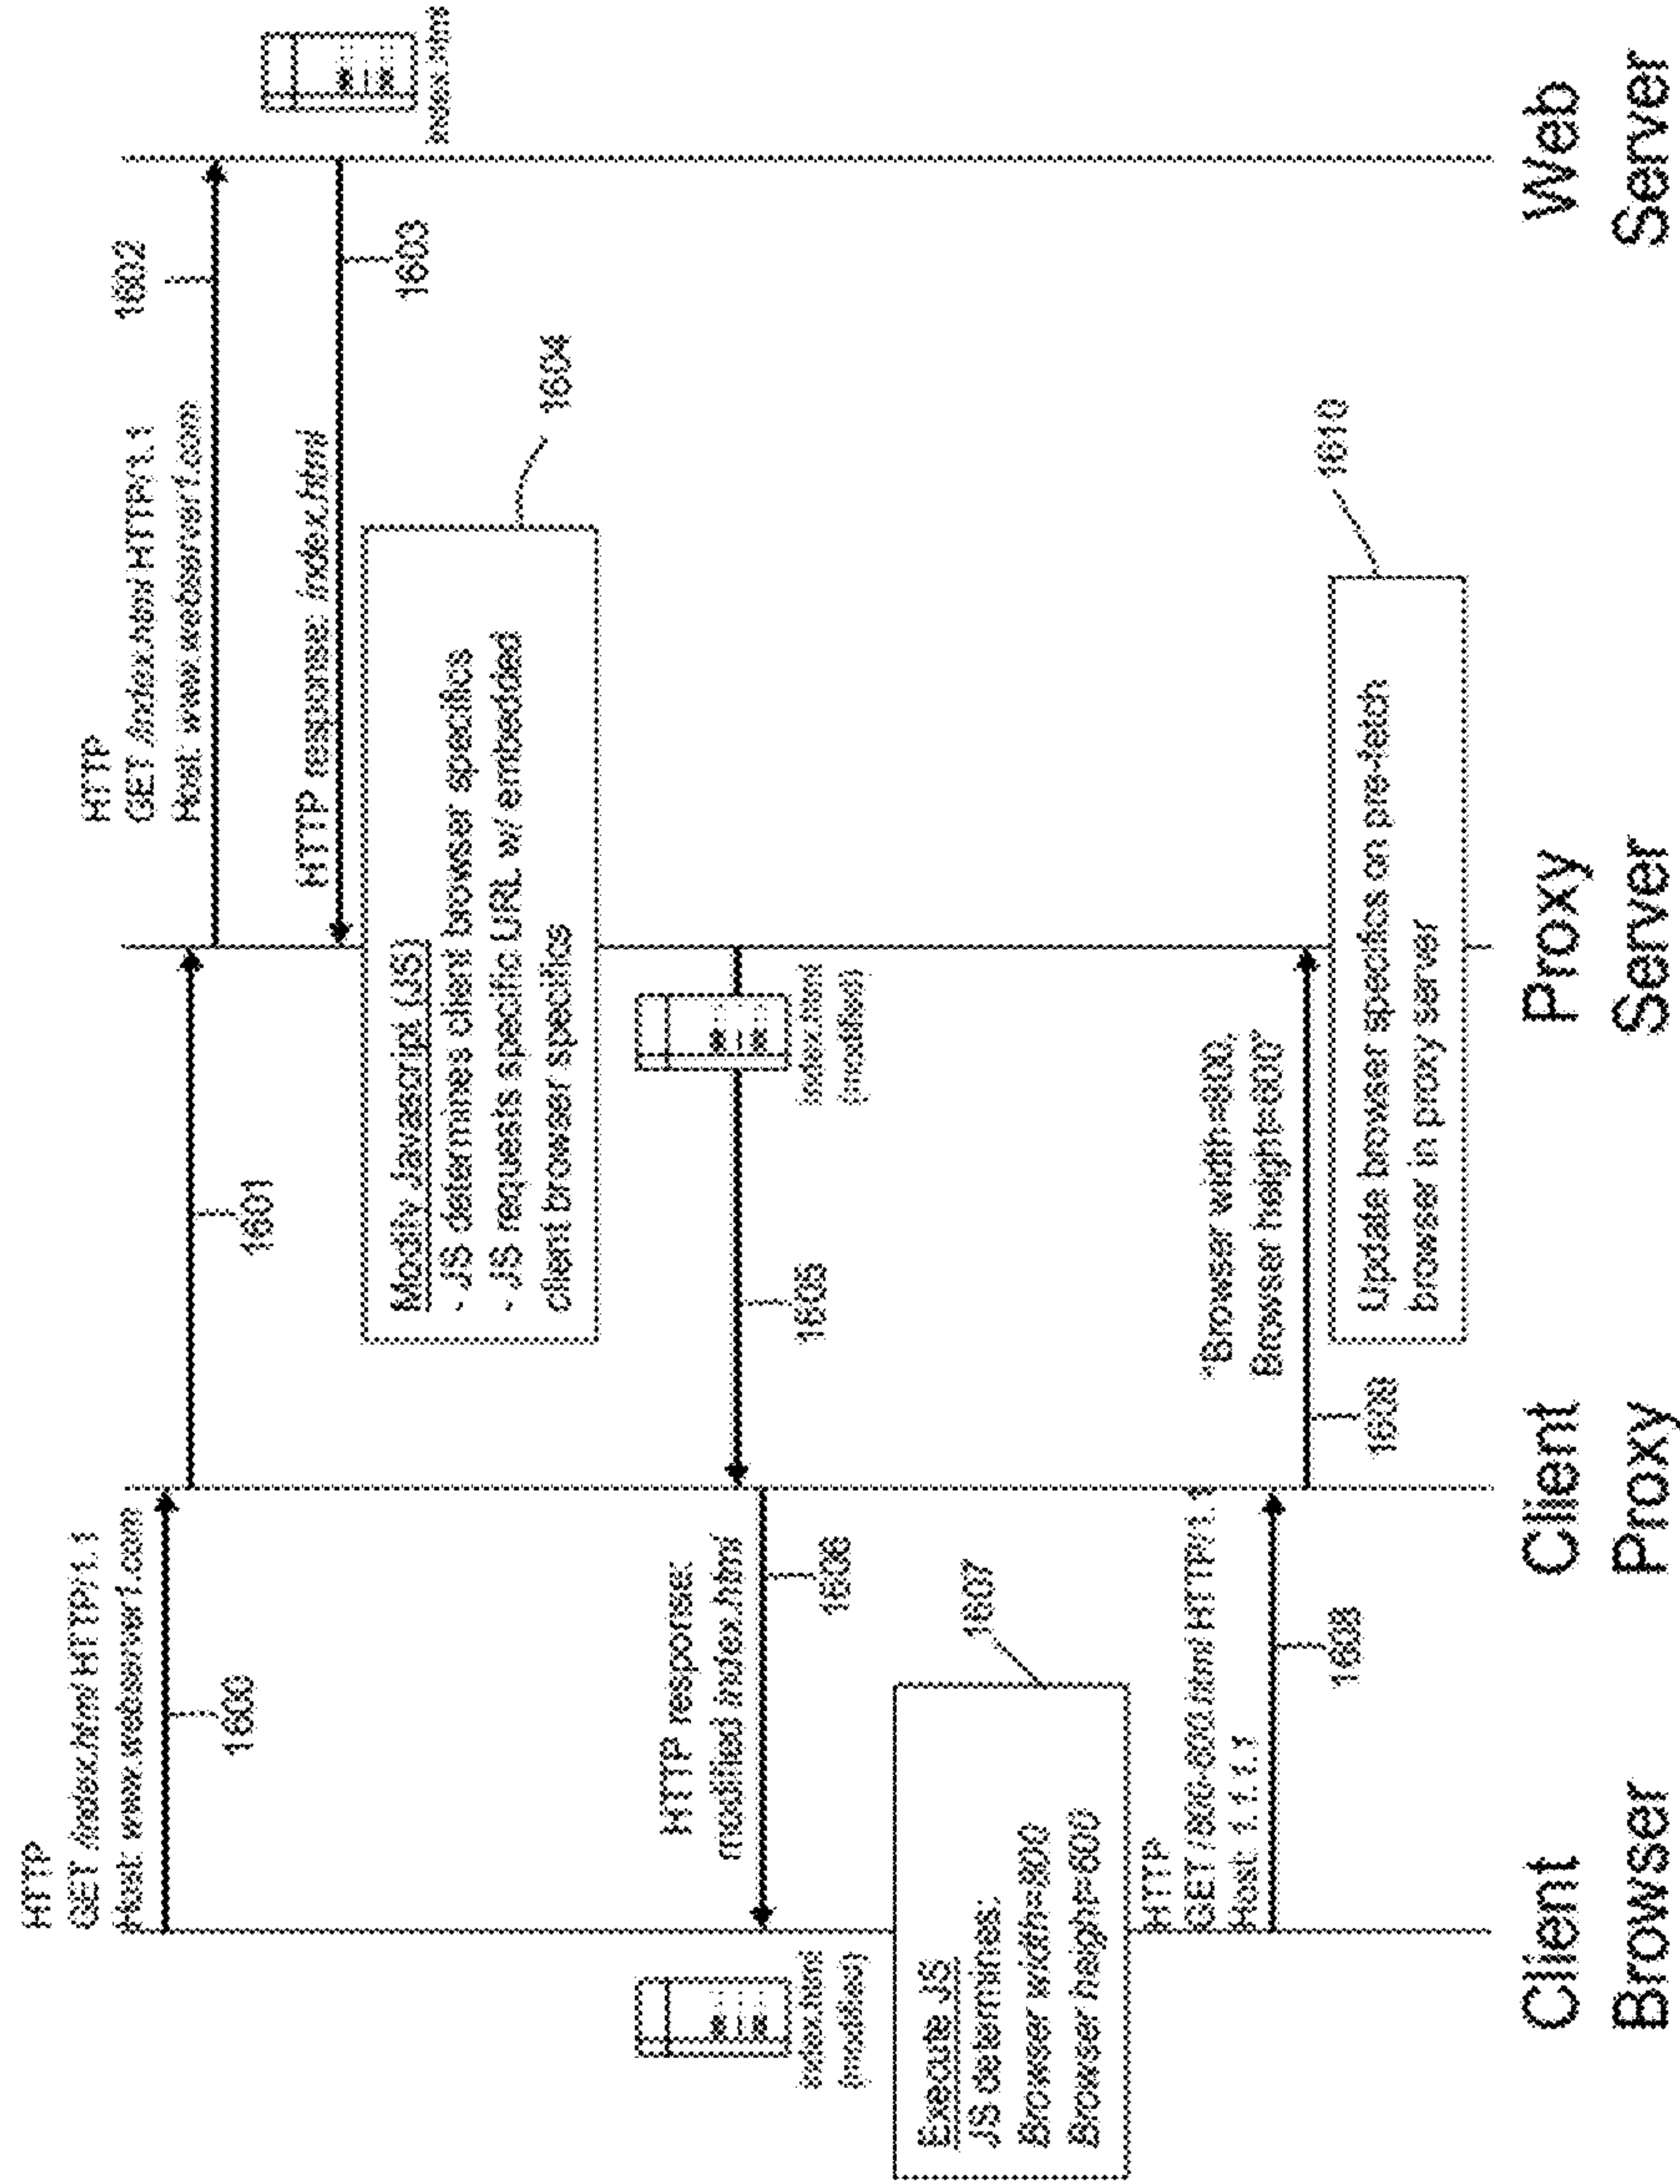 HTTP
GET /index.html HTTP/1.1
Host: www.webserver1.com
1600
1601
HTTP
GET /index.html HTTP/1.1
Host: www.webserver1.com
1602
index.html
HTTP response: index.html
1603
Modify Javascript (JS)
- JS determines client browser specifics
- JS requests specific URL w/ embedded
client browser specifics
1604
index.html
(modified)
1605
HTTP response:
modified index.html
1606
index.html
(modified)
Execute JS
JS determines:
Browser width=800
Browser height=600
1607
HTTP
GET /800-600.html HTTP/1.1
Host: 1.1.1.1
1608
"Browser width=800,
Browser height=600?
Update browser specifics on pre-fetch
browser in proxy server
1610
Client
Browser
Client
Proxy
Proxy
Server
Web
Server